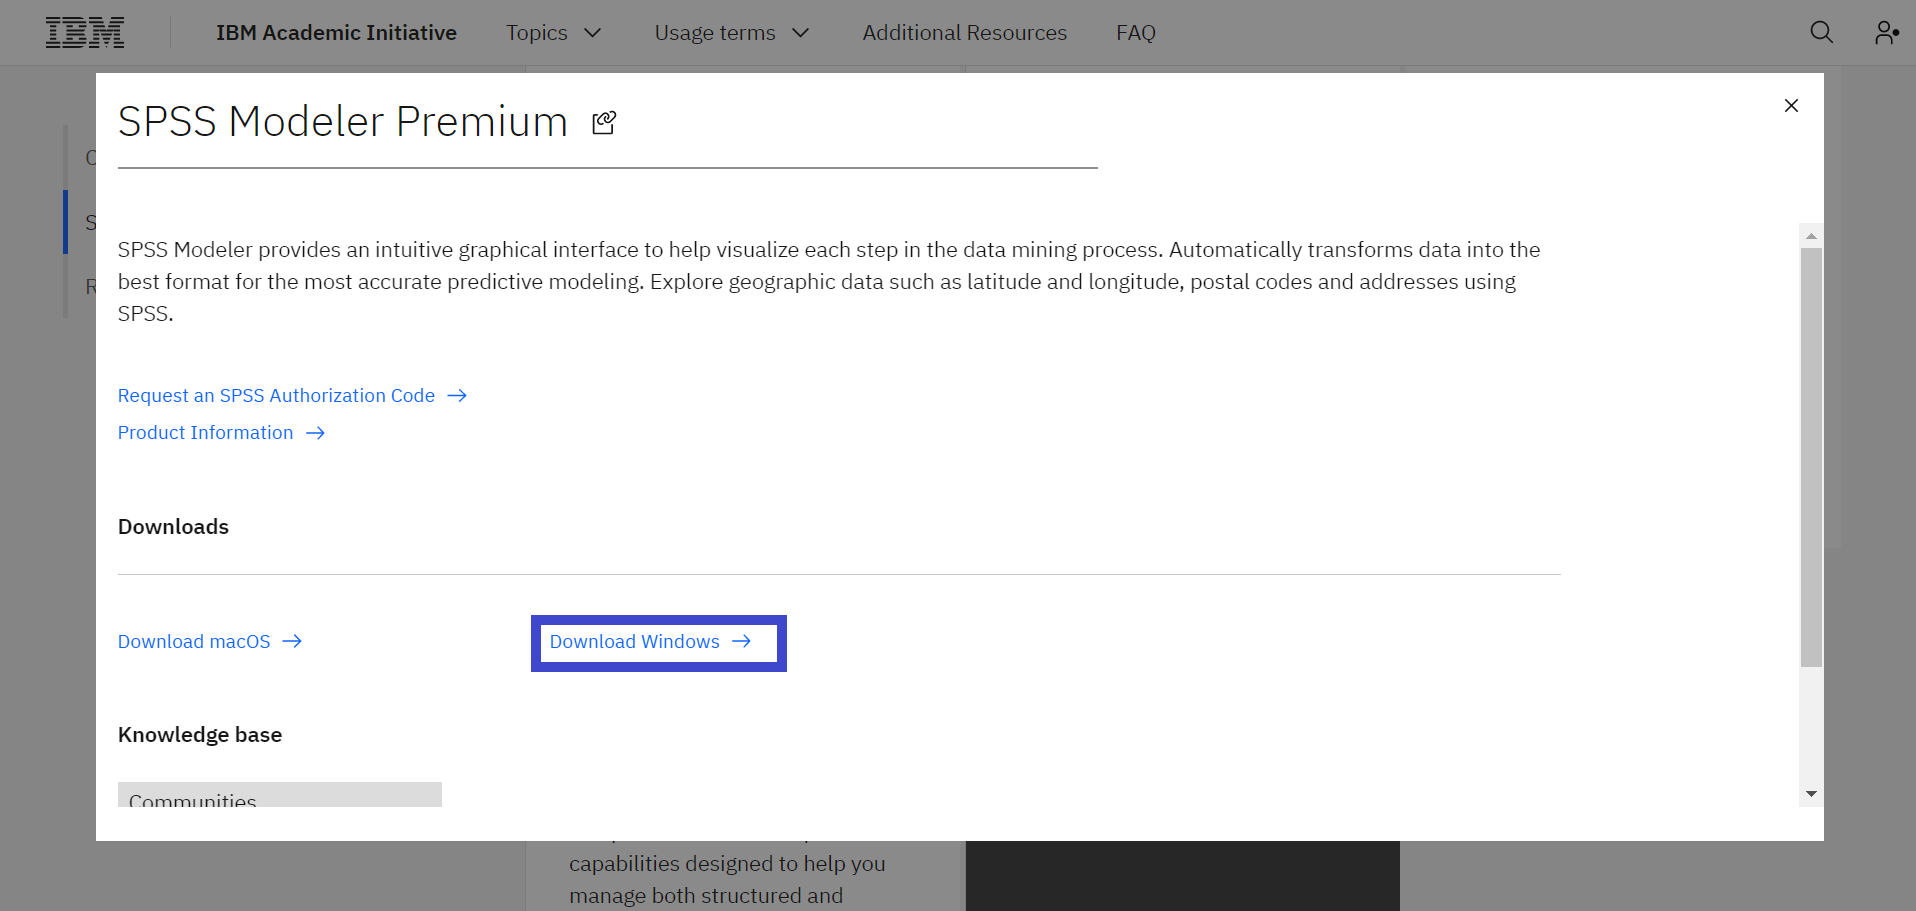 IBM
IBM Academic Initiative
Topics
Usage terms
Additional Resources
FAQ
SPSS Modeler Premium
SPSS Modeler provides an intuitive graphical interface to help visualize each step in the data mining process. Automatically transforms data into the
best format for the most accurate predictive modeling. Explore geographic data such as latitude and longitude, postal codes and addresses using
SPSS.
Request an SPSS Authorization Code →
Product Information →
Downloads
Download macOS →
Download Windows →
Knowledge base
Communities
capabilities designed to help you
manage both structured and